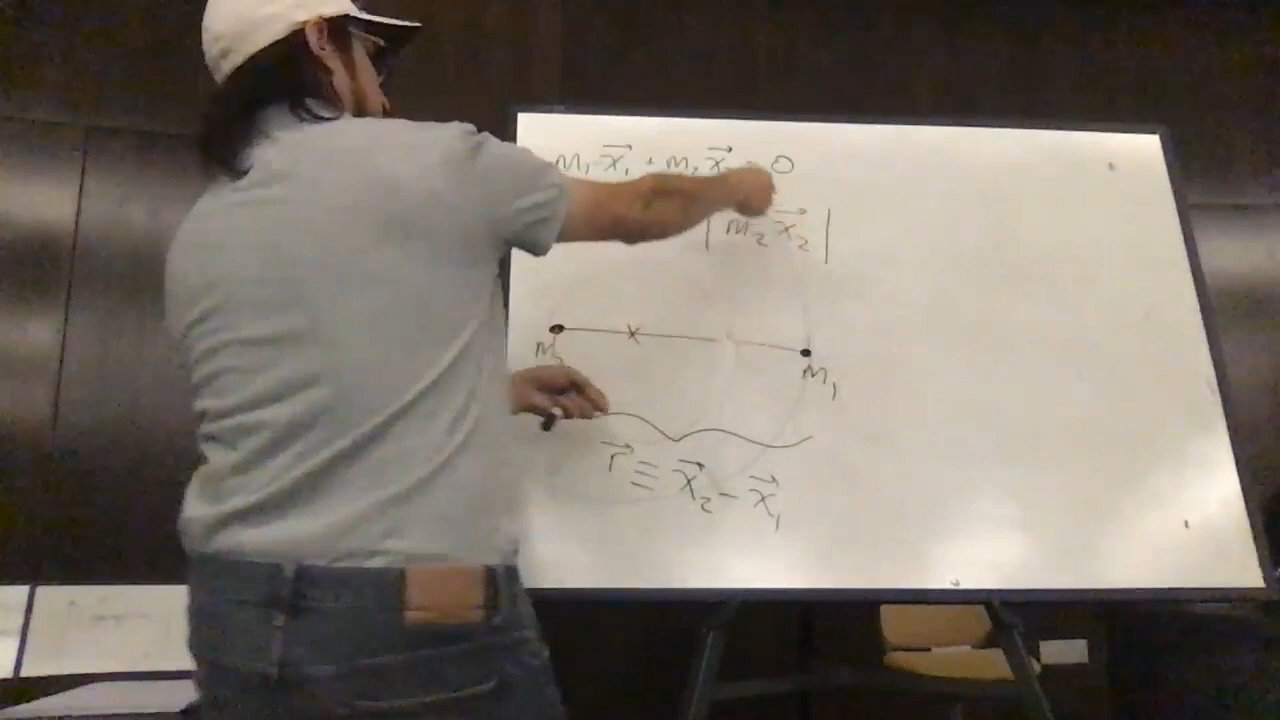 m₁ x⃗₁ + m₂ x⃗₂ = 0
| m₂ x⃗₂ |
m₂
m₁
r⃗ ≡ x⃗₂ - x⃗₁